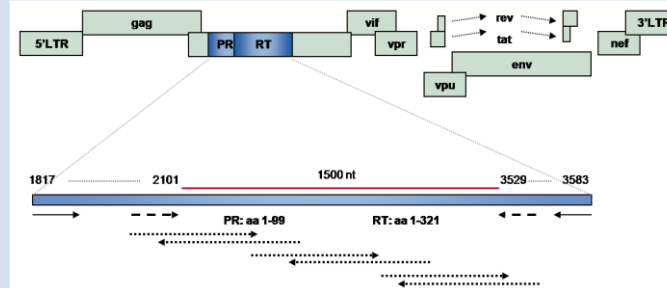 gag
vif
rev
3'LTR
5'LTR
PR
RT
vpr
tat
nef
env
vpu
1817
2101
1500 nt
3529
3583
PR: aa 1-99
RT: aa 1-321